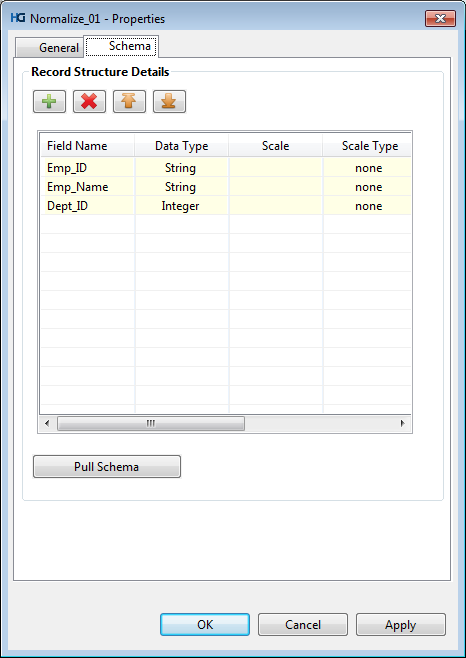 HG Normalize_01 - Properties
General Schema
Record Structure Details
Field Name Data Type Scale Scale Type
Emp_ID String none
Emp_Name String none
Dept_ID Integer none
Pull Schema
OK Cancel Apply